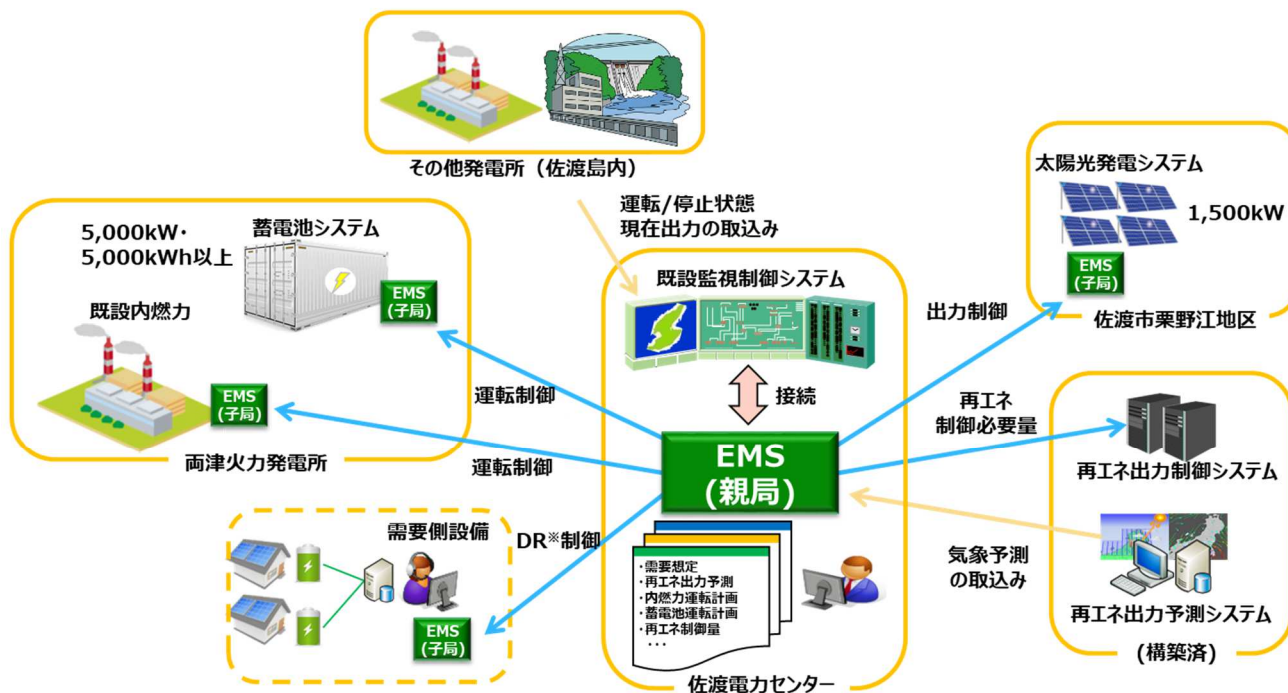 その他発電所（佐渡島内）
運転/停止状態
現在出力の取込み
太陽光発電システム
1,500kW
EMS
(子局)
佐渡市栗野江地区
5,000kW・
5,000kWh以上
蓄電池システム
EMS
(子局)
既設内燃力
EMS
(子局)
両津火力発電所
既設監視制御システム
接続
EMS
(親局)
運転制御
運転制御
出力制御
再エネ
制御必要量
再エネ出力制御システム
気象予測
の取込み
再エネ出力予測システム
(構築済)
需要側設備
EMS
(子局)
DR※制御
・需要想定
・再エネ出力予測
・内燃力運転計画
・蓄電池運転計画
・再エネ制御量
・・・
佐渡電力センター